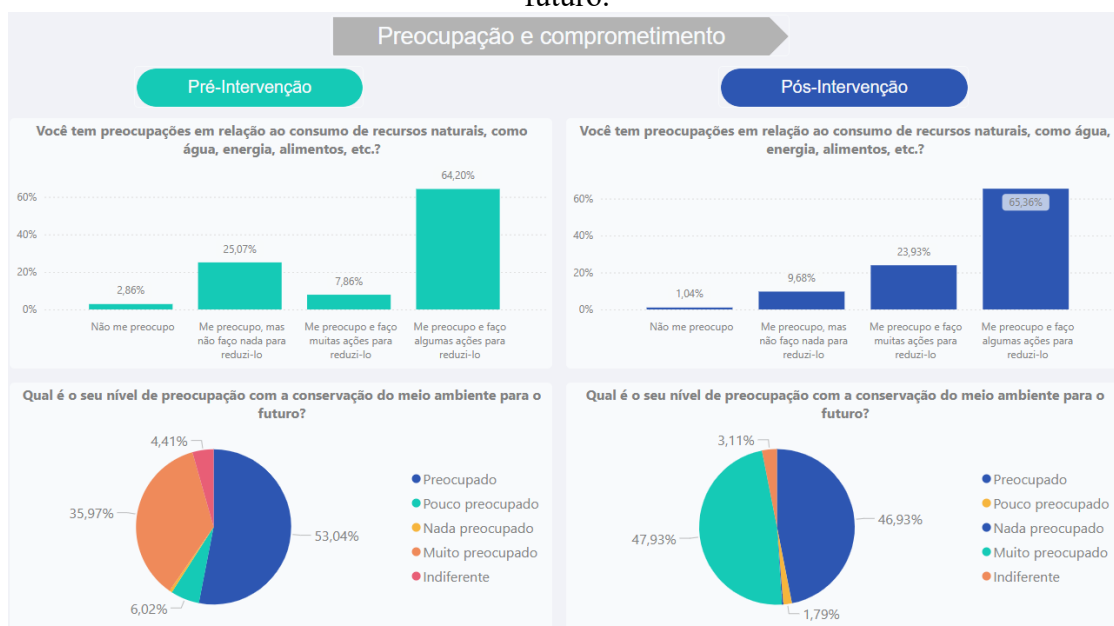 futuro.
Preocupação e comprometimento
Pré-Intervenção
Pós-Intervenção
Você tem preocupações em relação ao consumo de recursos naturais, como
água, energia, alimentos, etc.?
60%
40%
20%
0%
2,86%
25,07%
7,86%
64,20%
Não me preocupo
Me preocupo, mas
não faço nada para
reduzi-lo
Me preocupo e faço
muitas ações para
reduzi-lo
Me preocupo e faço
algumas ações para
reduzi-lo
Você tem preocupações em relação ao consumo de recursos naturais, como água,
energia, alimentos, etc.?
60%
40%
20%
0%
1,04%
9,68%
23,93%
65,36%
Não me preocupo
Me preocupo, mas
não faço nada para
reduzi-lo
Me preocupo e faço
muitas ações para
reduzi-lo
Me preocupo e faço
algumas ações para
reduzi-lo
Qual é o seu nível de preocupação com a conservação do meio ambiente para o
futuro?
4,41%
35,97%
6,02%
53,04%
Preocupado
Pouco preocupado
Nada preocupado
Muito preocupado
Indiferente
Qual é o seu nível de preocupação com a conservação do meio ambiente para o
futuro?
3,11%
47,93%
46,93%
1,79%
Preocupado
Pouco preocupado
Nada preocupado
Muito preocupado
Indiferente